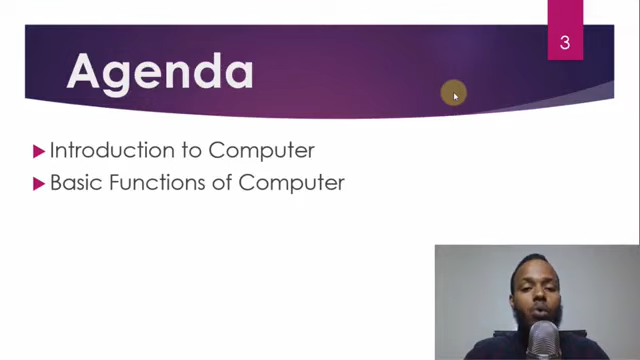 3
Agenda
Introduction to Computer
Basic Functions of Computer